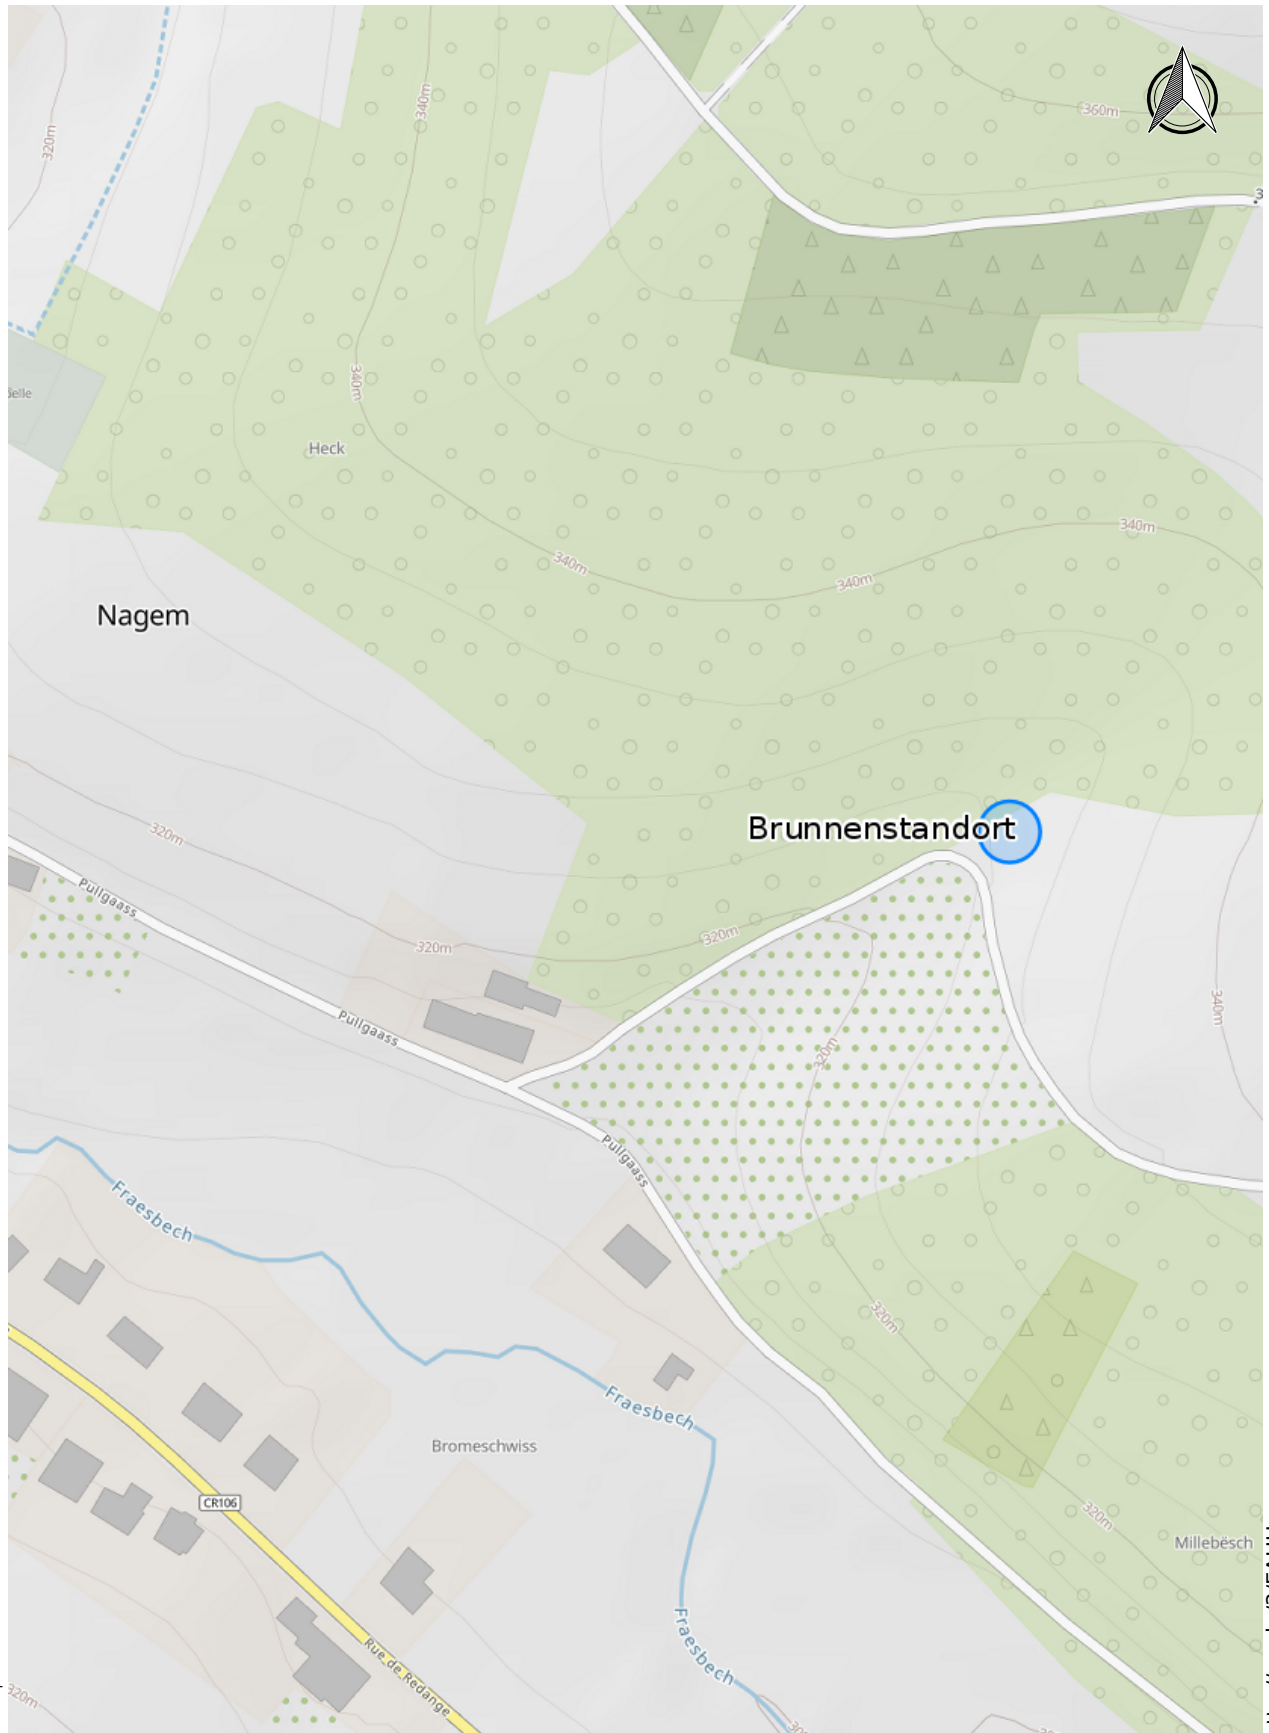 340m
360m
320m
340m
Heck
340m
340m
340m
Nagem
320m
Brunnenstandort
Pullgaass
320m
320m
340m
Pullgaass
320m
Pullgaass
Fraesbech
320m
Fraesbech
Bromeschwiss
CR106
320m
Millebësch
Fraesbech
Rue de Redange
320m